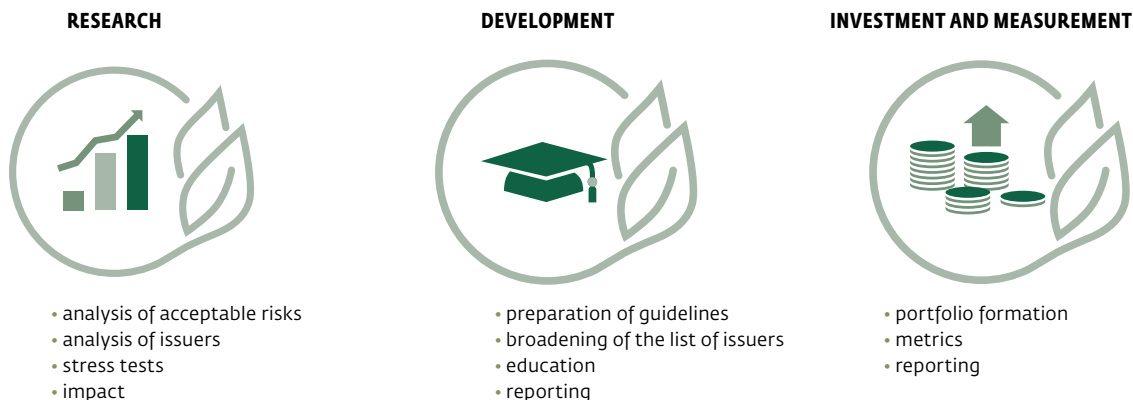 RESEARCH
• analysis of acceptable risks
• analysis of issuers
• stress tests
• impact
DEVELOPMENT
• preparation of guidelines
• broadening of the list of issuers
• education
• reporting
INVESTMENT AND MEASUREMENT
• portfolio formation
• metrics
• reporting